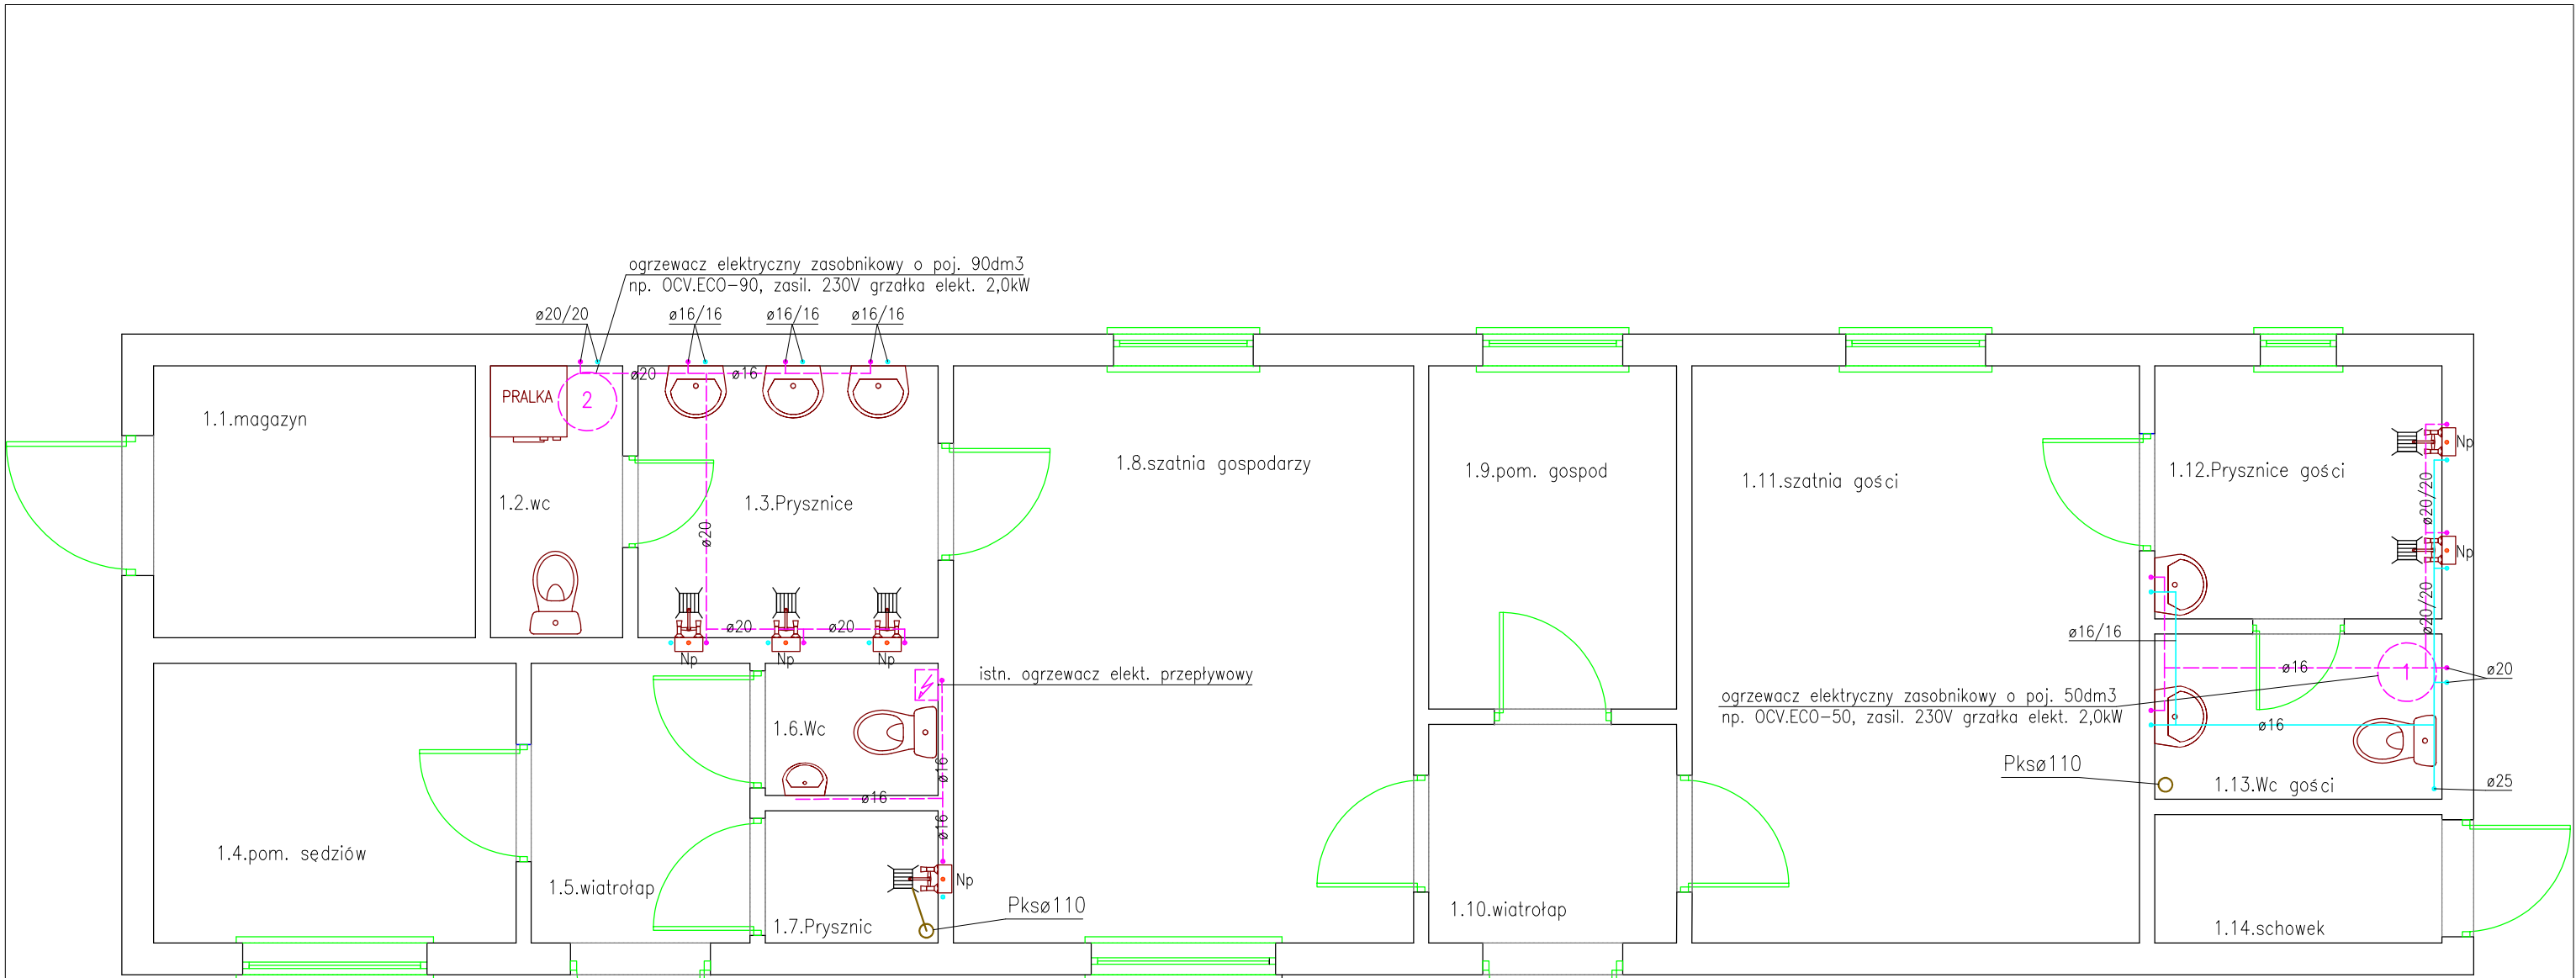 ogrzewacz elektryczny zasobnikowy o poj. 90dm3
np. OCV.ECO-90, zasil. 230V grzałka elekt. 2,0kW
ø20/20
ø16/16
ø16/16
ø16/16
ø20
ø16
PRALKA
2
1.1.magazyn
1.2.wc
1.3.Prysznice
ø20
ø20
ø20
Np
Np
Np
1.8.szatnia gospodarzy
1.9.pom. gospod
1.11.szatnia gości
1.12.Prysznice gości
Np
Np
ø20/20
ø20/20
ø16/16
istn. ogrzewacz elekt. przepływowy
ogrzewacz elektryczny zasobnikowy o poj. 50dm3
np. OCV.ECO-50, zasil. 230V grzałka elekt. 2,0kW
ø16
1
ø20
ø16
1.6.Wc
ø16
ø16
ø16
Pksø110
1.13.Wc gości
ø25
1.4.pom. sędziów
1.5.wiatrołap
Np
Pksø110
1.7.Prysznic
1.10.wiatrołap
1.14.schowek